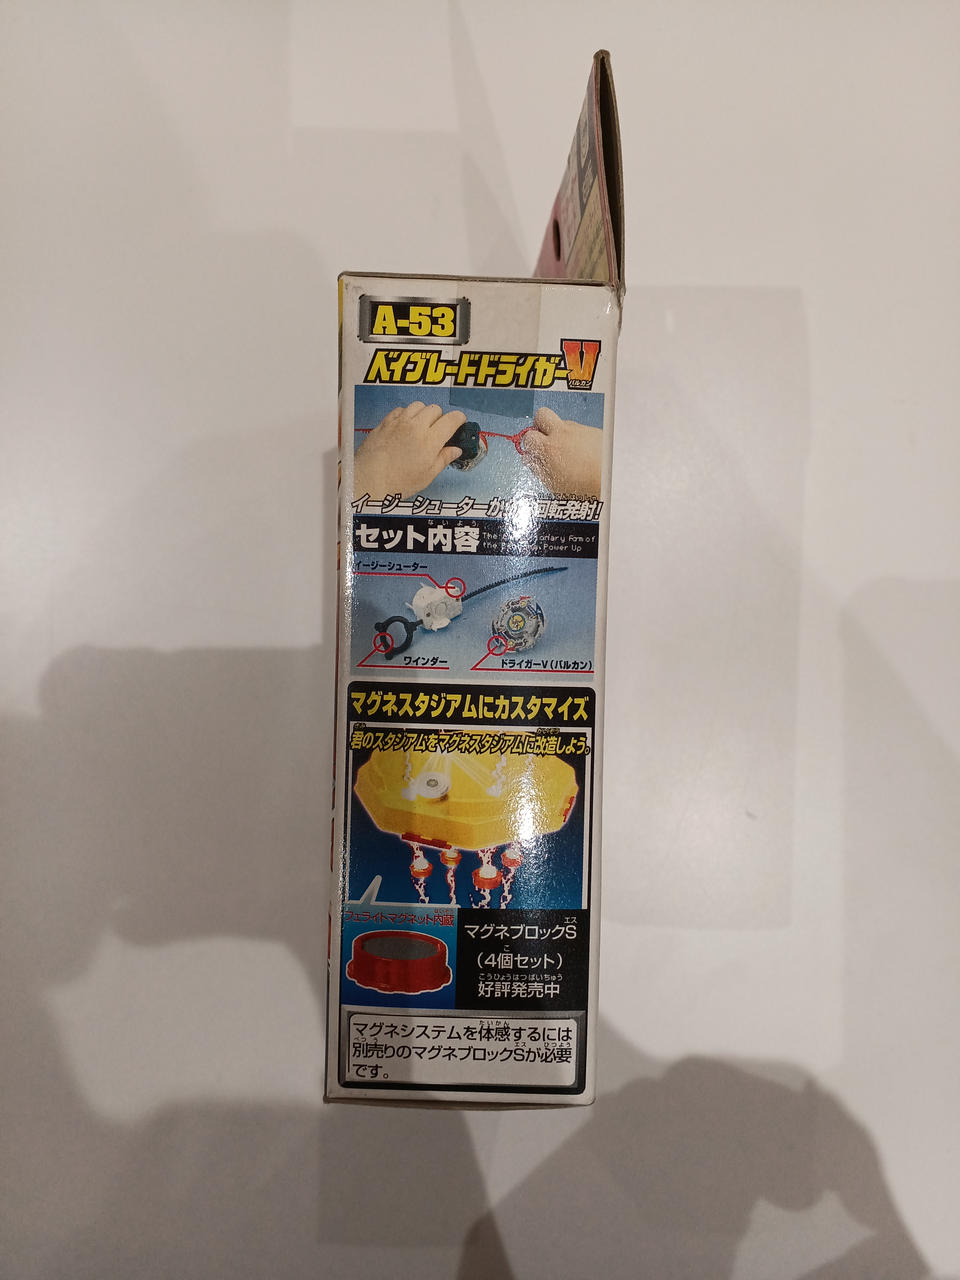 A-53
ベイブレードドライガーV
バルカン
イージーシューターか 回転発射!
セット内容
the Power Up
イージーシューター
ワインダー
ドライガーV(バルカン)
マグネスタジアムにカスタマイズ
君のスタジアムをマグネスタジアムに改造しよう。
フェライトマグネット内蔵
マグネブロックS
(4個セット)
好評発売中
マグネシステムを体感するには
別売りのマグネブロックSが必要
です。